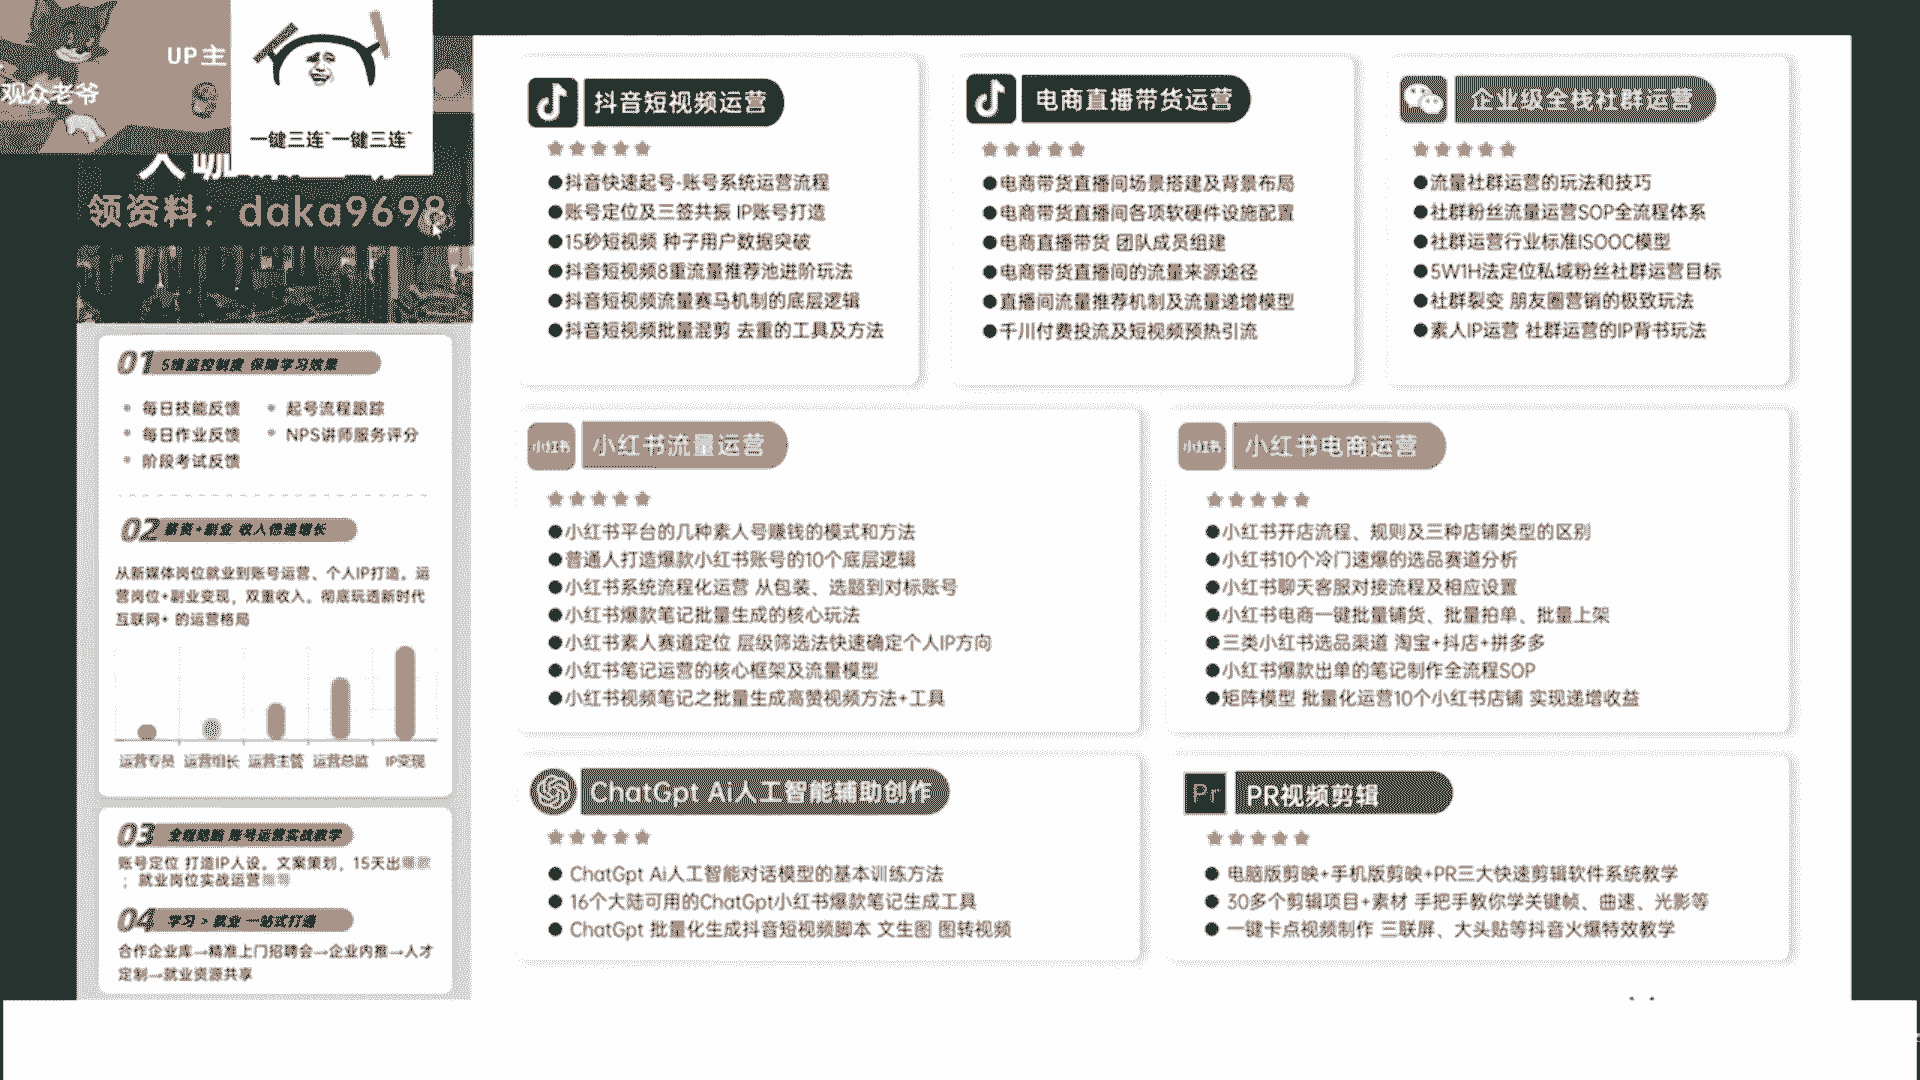 UP主
观众老爷
一键三连 一键三连
领资料：daka9698
01 5维监控制度 保障学习效果
每日技能反馈
起号流程跟踪
每日作业反馈
NPS讲师服务评分
阶段考试反馈
02 薪资+副业 收入倍速增长
从新媒体岗位就业到账号运营、个人IP打造。运
营岗位+副业变现，双重收入。彻底玩透新时代
互联网+ 的运营格局
运营专员 运营组长 运营主管 运营总监 IP变现
03 全程陪跑 账号运营实战教学
账号定位 打造IP人设。文案策划，15天出爆款
；就业岗位实战运营账号
04 学习 > 就业 一站式打通
合作企业库→精准上门招聘会→企业内推→人才
定制→就业资源共享
抖音短视频运营
●抖音快速起号-账号系统运营流程
●账号定位及三签共振 IP账号打造
●15秒短视频 种子用户数据突破
●抖音短视频8重流量推荐池进阶玩法
●抖音短视频流量赛马机制的底层逻辑
●抖音短视频批量混剪 去重的工具及方法
电商直播带货运营
●电商带货直播间场景搭建及背景布局
●电商带货直播间各项软硬件设施配置
●电商直播带货 团队成员组建
●电商带货直播间的流量来源途径
●直播间流量推荐机制及流量递增模型
●千川付费投流及短视频预热引流
企业级全栈社群运营
●流量社群运营的玩法和技巧
●社群粉丝流量运营SOP全流程体系
●社群运营行业标准ISOOC模型
●5W1H法定位私域粉丝社群运营目标
●社群裂变 朋友圈营销的极致玩法
●素人IP运营 社群运营的IP背书玩法
小红书 小红书流量运营
●小红书平台的几种素人号赚钱的模式和方法
●普通人打造爆款小红书账号的10个底层逻辑
●小红书系统流程化运营 从包装、选题到对标账号
●小红书爆款笔记批量生成的核心玩法
●小红书素人赛道定位 层级筛选法快速确定个人IP方向
●小红书笔记运营的核心框架及流量模型
●小红书视频笔记之批量生成高赞视频方法+工具
小红书 小红书电商运营
●小红书开店流程、规则及三种店铺类型的区别
●小红书10个冷门速爆的选品赛道分析
●小红书聊天客服对接流程及相应设置
●小红书电商一键批量铺货、批量拍单、批量上架
●三类小红书选品渠道 淘宝+抖店+拼多多
●小红书爆款出单的笔记制作全流程SOP
●矩阵模型 批量化运营10个小红书店铺 实现递增收益
ChatGpt Ai人工智能辅助创作
● ChatGpt Ai人工智能对话模型的基本训练方法
● 16个大陆可用的ChatGpt小红书爆款笔记生成工具
● ChatGpt 批量化生成抖音短视频脚本 文生图 图转视频
Pr PR视频剪辑
● 电脑版剪映+手机版剪映+PR三大快速剪辑软件系统教学
● 30多个剪辑项目+素材 手把手教你学关键帧、曲速、光影等
● 一键卡点视频制作 三联屏、大头贴等抖音火爆特效教学